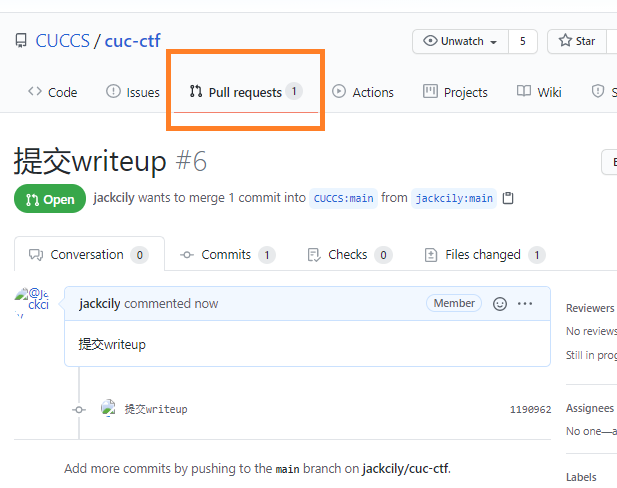 CUCCS / cuc-ctf
Unwatch 5 Star
Code Issues Pull requests 1 Actions Projects Wiki
提交writeup #6
Open jackcily wants to merge 1 commit into CUCCS:main from jackcily:main
Conversation 0 Commits 1 Checks 0 Files changed 1
jackcily commented now Member
提交writeup
提交writeup 1190962
Add more commits by pushing to the main branch on jackcily/cuc-ctf.
Reviewers
No reviews
Still in prog
Assignees
No one—a
Labels